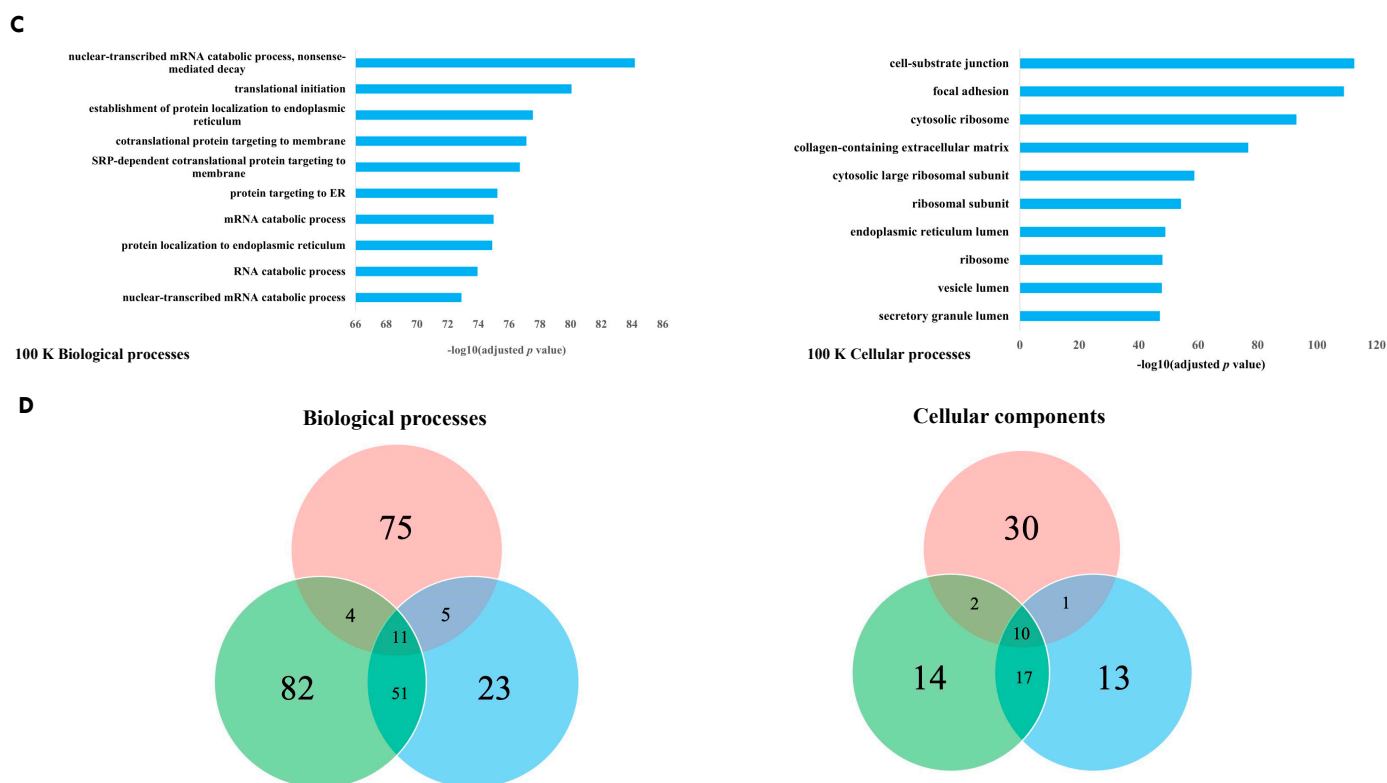 C
nuclear-transcribed mRNA catabolic process, nonsense-
mediated decay
translational initiation
establishment of protein localization to endoplasmic
reticulum
cotranslational protein targeting to membrane
SRP-dependent cotranslational protein targeting to
membrane
protein targeting to ER
mRNA catabolic process
protein localization to endoplasmic reticulum
RNA catabolic process
nuclear-transcribed mRNA catabolic process
66 68 70 72 74 76 78 80 82 84 86
-log10(adjusted p value)
100 K Biological processes
cell-substrate junction
focal adhesion
cytosolic ribosome
collagen-containing extracellular matrix
cytosolic large ribosomal subunit
ribosomal subunit
endoplasmic reticulum lumen
ribosome
vesicle lumen
secretory granule lumen
0 20 40 60 80 100 120
-log10(adjusted p value)
100 K Cellular processes
D
Biological processes
75
4
5
11
82
51
23
Cellular components
30
2
1
10
14
17
13